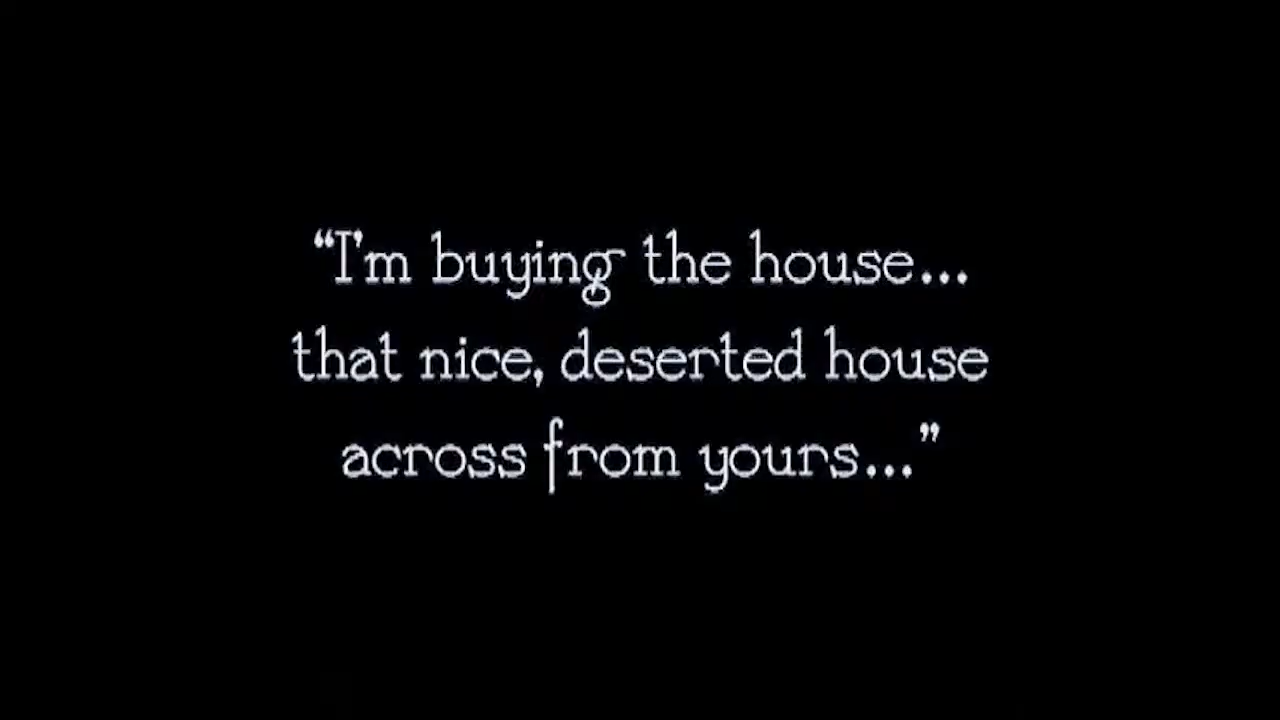 “I'm buying the house...
that nice, deserted house
across from yours...”